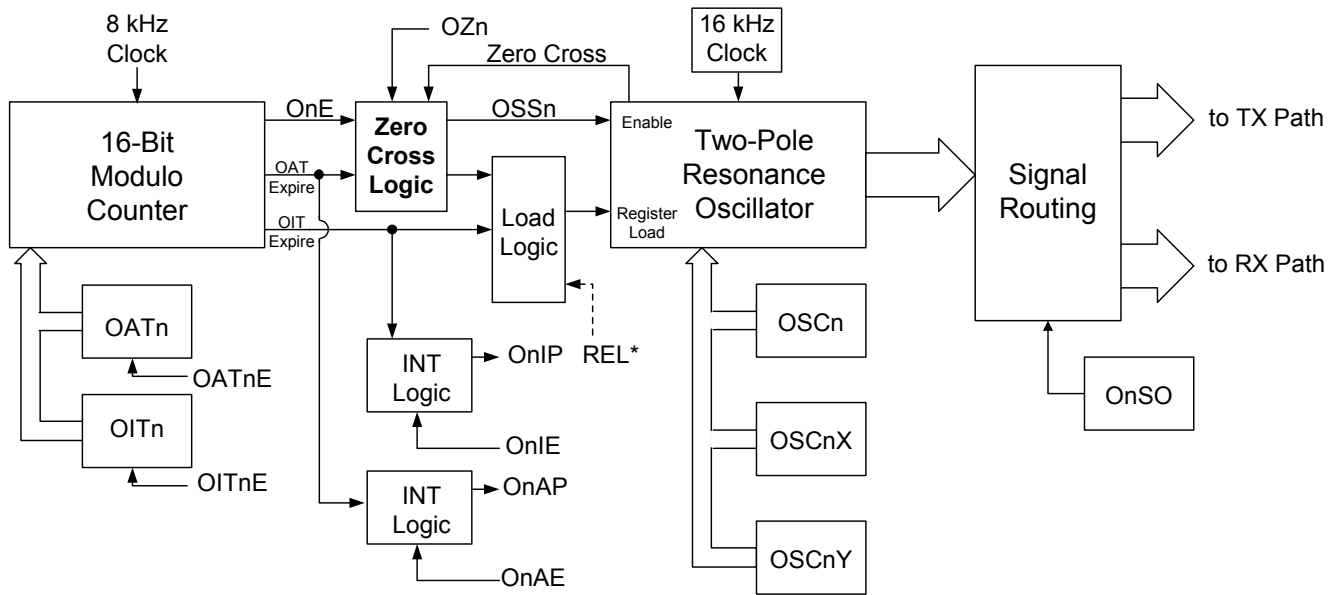 8 kHz
Clock
OZn
Zero Cross
16 kHz
Clock
16-Bit
Modulo
Counter
OnE
OAT
Expire
OIT
Expire
Zero
Cross
Logic
OSSn
Load
Logic
Enable
Register
Load
Two-Pole
Resonance
Oscillator
Signal
Routing
to TX Path
to RX Path
OATn
OATnE
OITn
OITnE
INT
Logic
OnIP
REL*
OnIE
INT
Logic
OnAP
OnAE
OSCn
OSCnX
OSCnY
OnSO